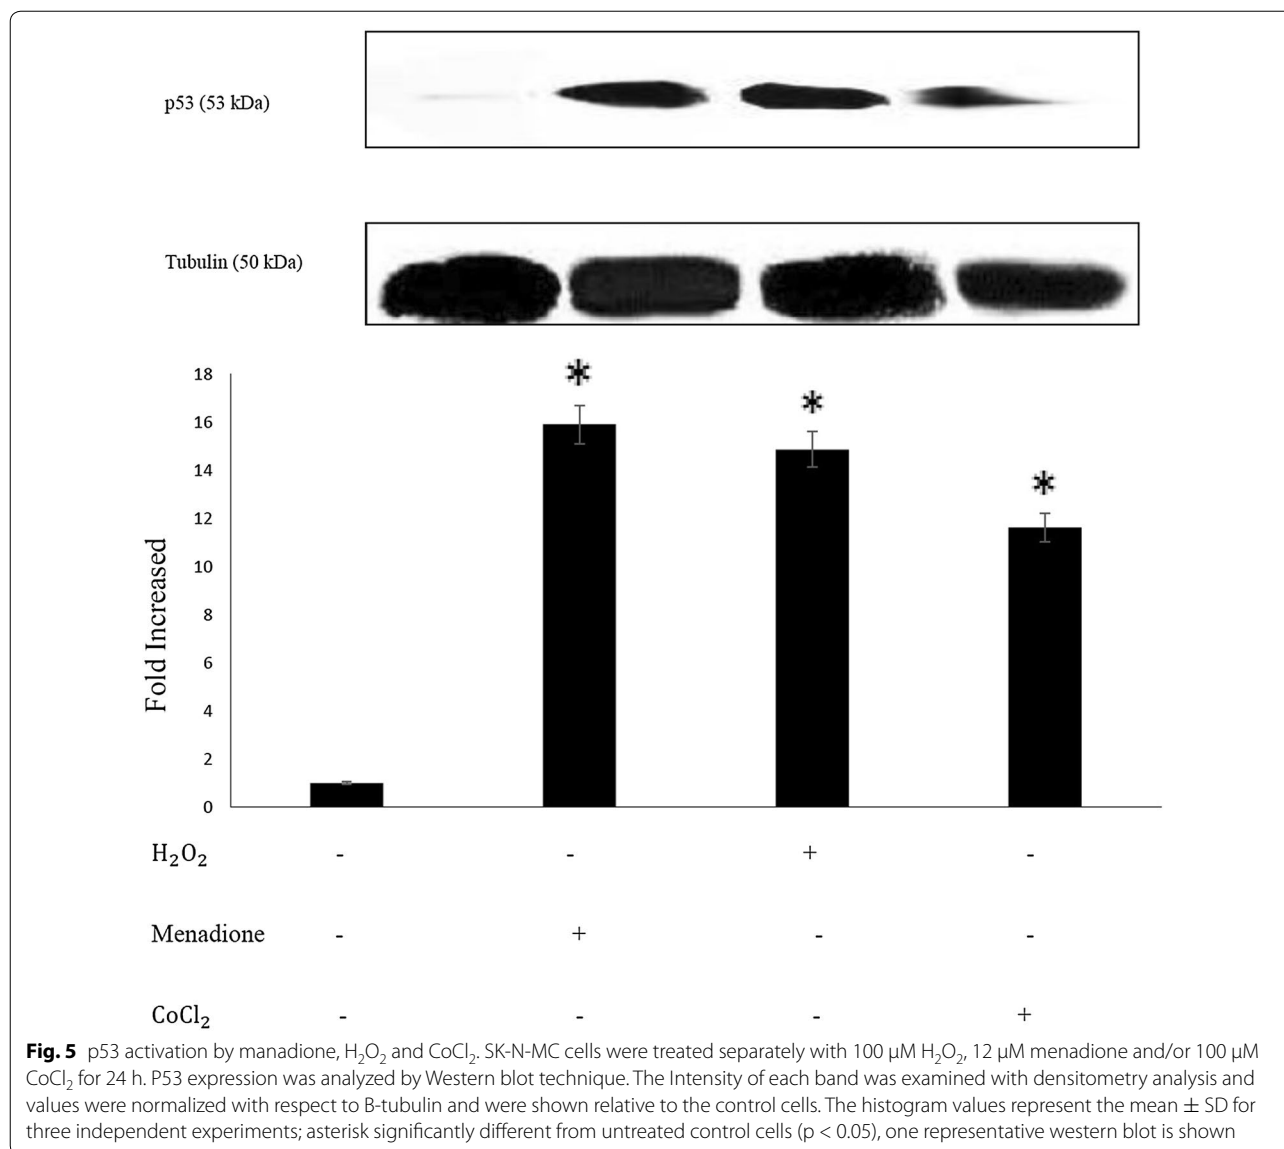 p53 (53 kDa)
Tubulin (50 kDa)
18
16
14
12
10
8
6
4
2
0
Fold Increased
* * *
H₂O₂ - - + -
Menadione - + - -
CoCl₂ - - - +
Fig. 5 p53 activation by manadione, H₂O₂ and CoCl₂. SK-N-MC cells were treated separately with 100 µM H₂O₂, 12 µM menadione and/or 100 µM
CoCl₂ for 24 h. P53 expression was analyzed by Western blot technique. The Intensity of each band was examined with densitometry analysis and
values were normalized with respect to B-tubulin and were shown relative to the control cells. The histogram values represent the mean ± SD for
three independent experiments; asterisk significantly different from untreated control cells (p < 0.05), one representative western blot is shown